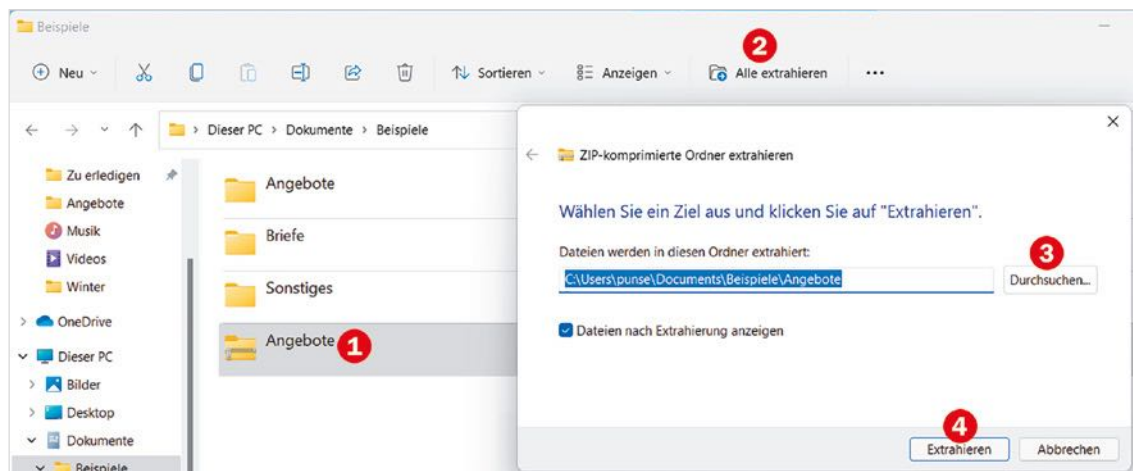 Beispiele
Neu
Sortieren
Anzeigen
2
Alle extrahieren
Dieser PC > Dokumente > Beispiele
Zu erledigen
Angebote
Musik
Videos
Winter
OneDrive
Dieser PC
Bilder
Desktop
Dokumente
Beispiele
Angebote
Briefe
Sonstiges
Angebote 1
ZIP-komprimierte Ordner extrahieren
Wählen Sie ein Ziel aus und klicken Sie auf "Extrahieren".
Dateien werden in diesen Ordner extrahiert:
3
C:\Users\punse\Documents\Beispiele\Angebote
Durchsuchen...
Dateien nach Extrahierung anzeigen
4
Extrahieren
Abbrechen